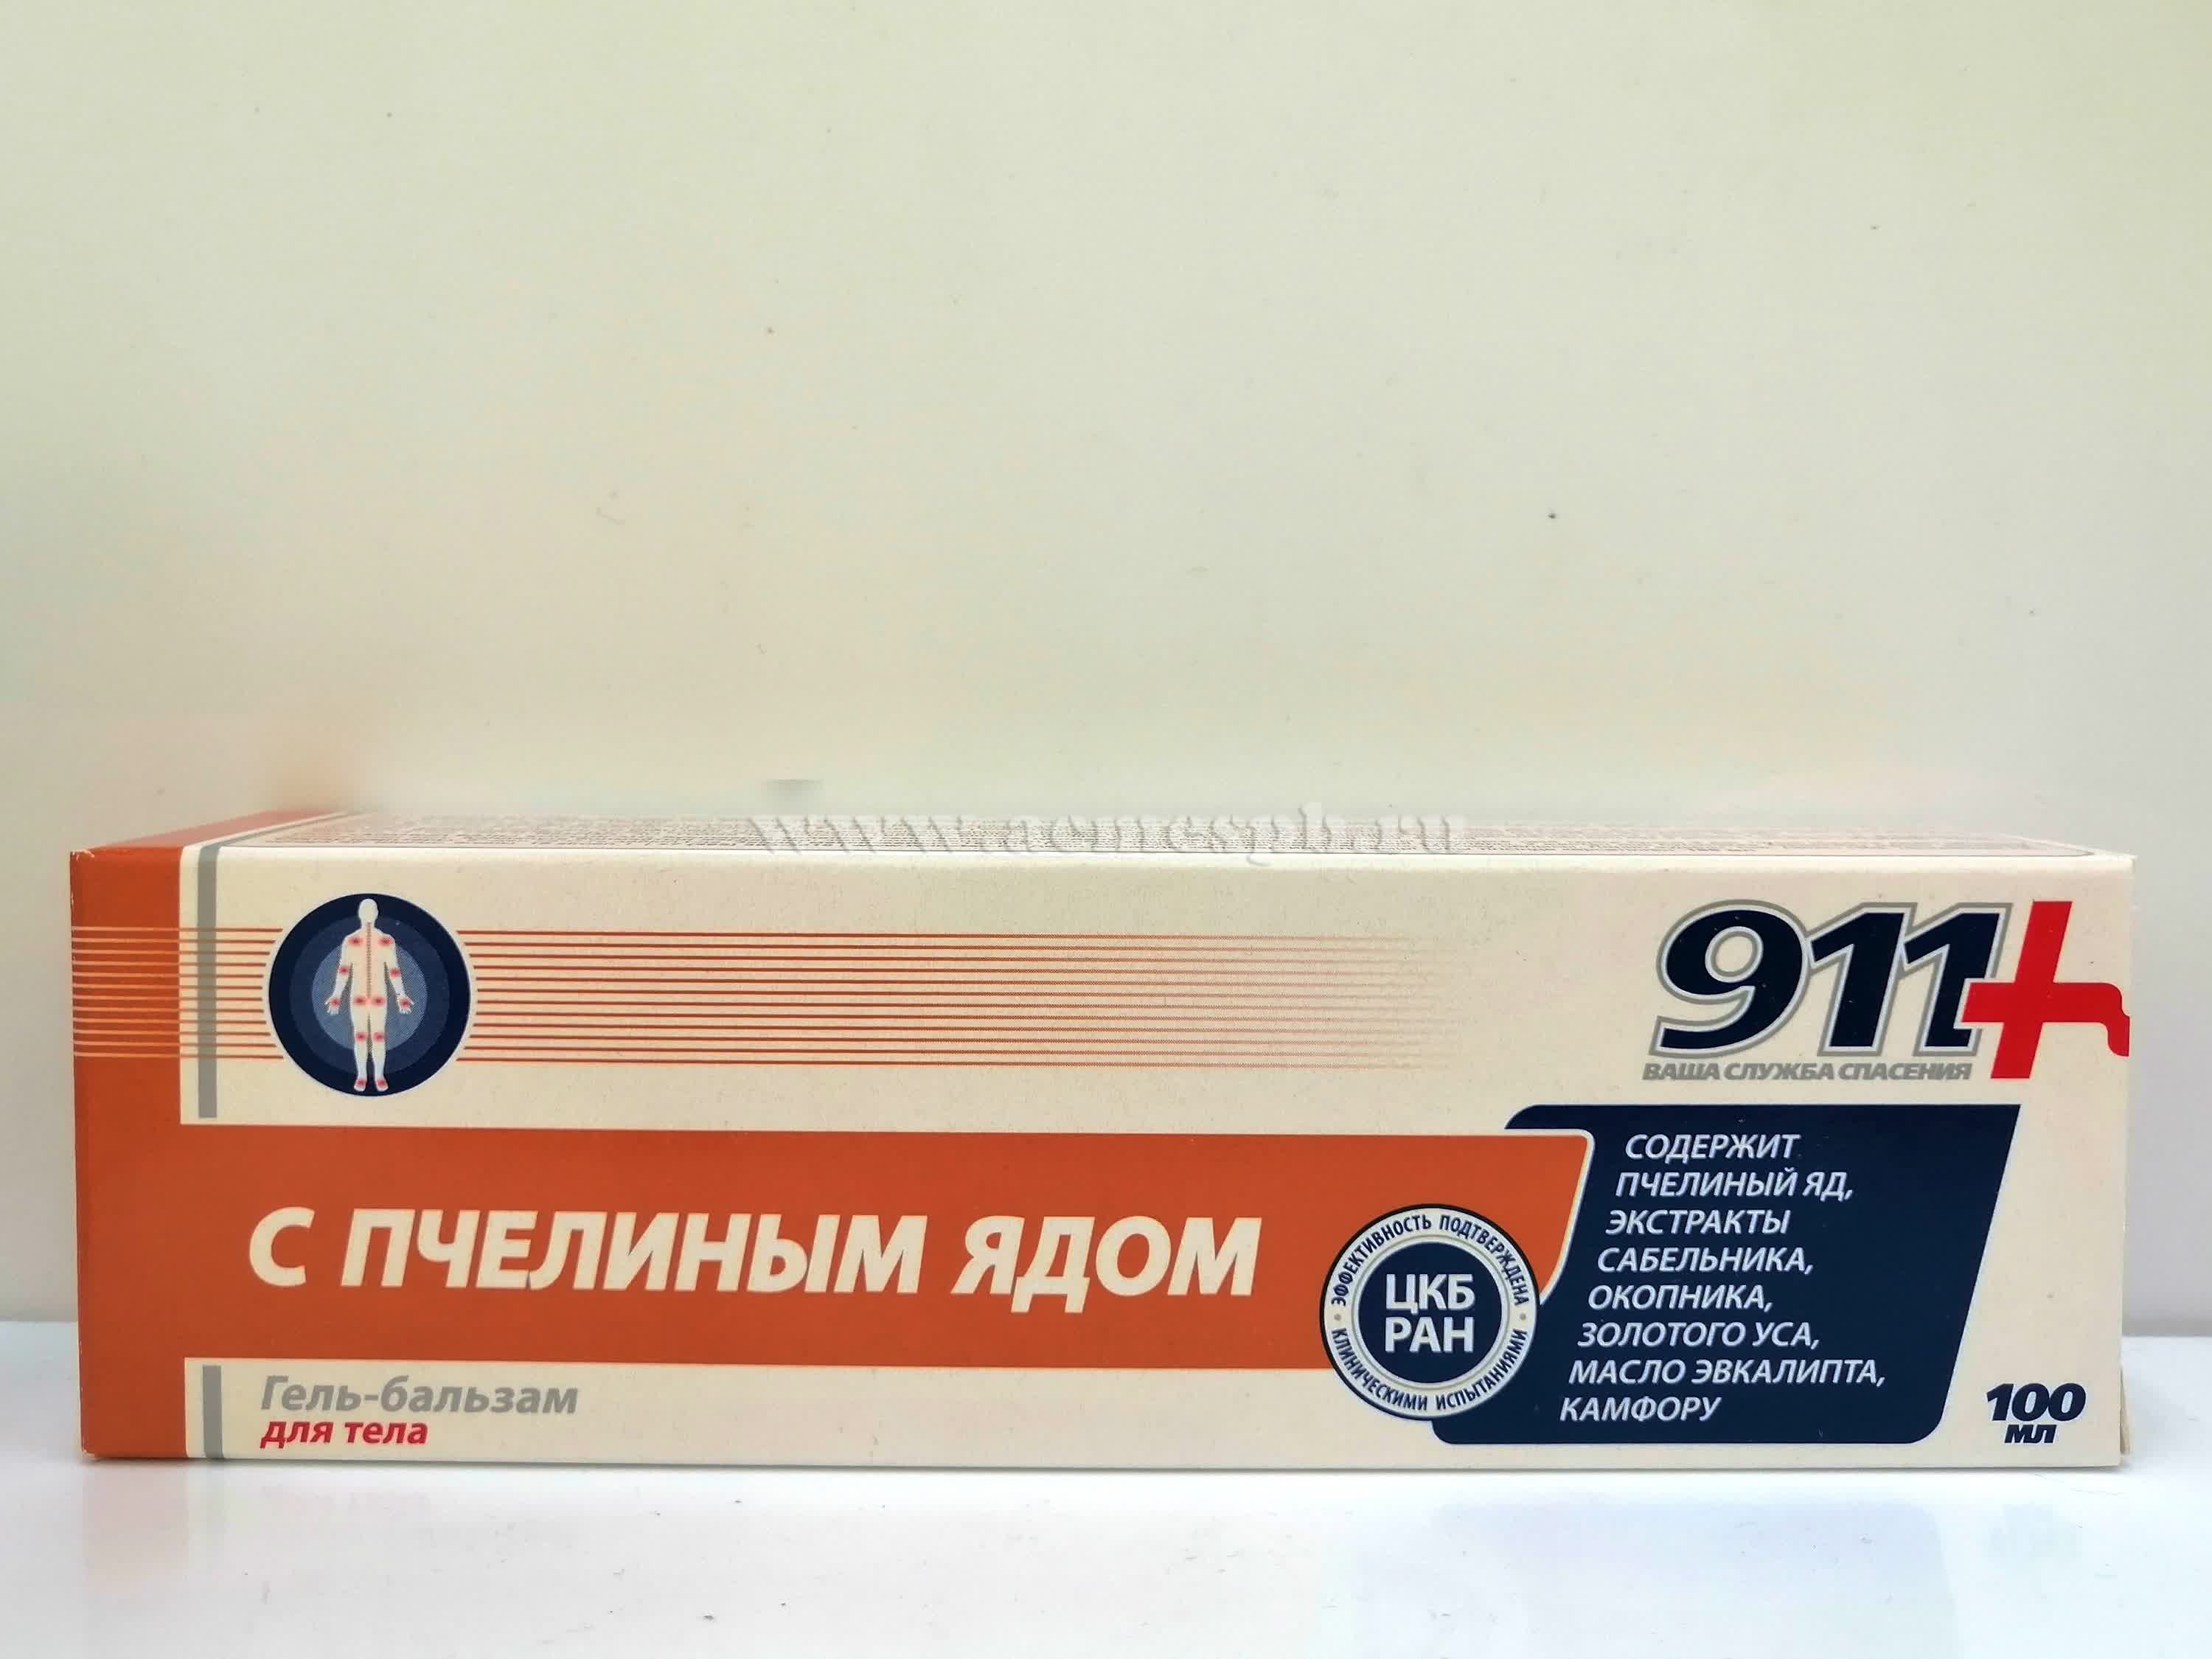 911+
ВАША СЛУЖБА СПАСЕНИЯ
С ПЧЕЛИНЫМ ЯДОМ
Гель-бальзам
для тела
ЭФФЕКТИВНОСТЬ ПОДТВЕРЖДЕНА
КЛИНИЧЕСКИМИ ИСПЫТАНИЯМИ
ЦКБ
РАН
СОДЕРЖИТ
ПЧЕЛИНЫЙ ЯД,
ЭКСТРАКТЫ
САБЕЛЬНИКА,
ОКОПНИКА,
ЗОЛОТОГО УСА,
МАСЛО ЭВКАЛИПТА,
КАМФОРУ
100
МЛ